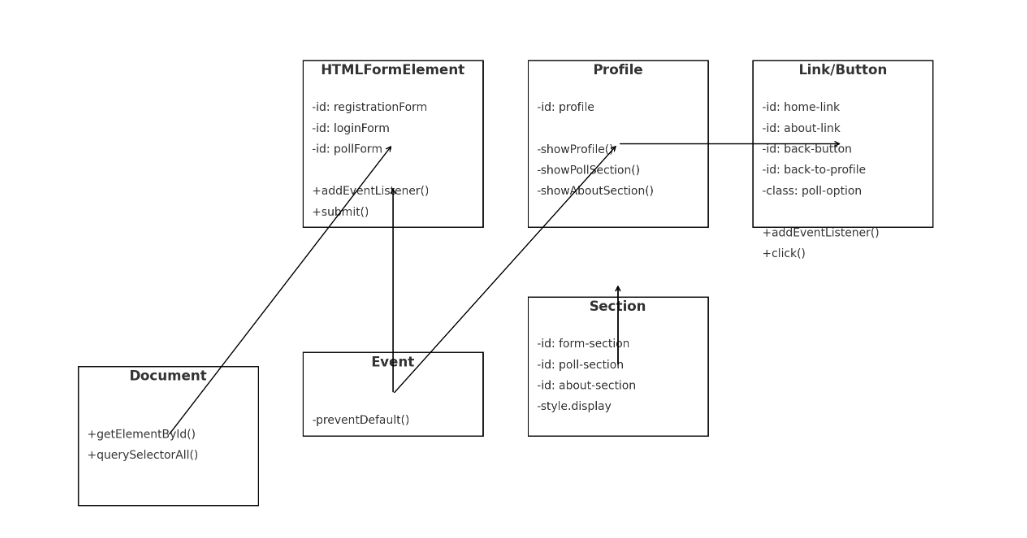 HTMLFormElement
-id: registrationForm
-id: loginForm
-id: pollForm
+addEventListener()
+submit()
Profile
-id: profile
-showProfile()
-showPollSection()
-showAboutSection()
Link/Button
-id: home-link
-id: about-link
-id: back-button
-id: back-to-profile
-class: poll-option
+addEventListener()
+click()
Section
-id: form-section
-id: poll-section
-id: about-section
-style.display
Event
-preventDefault()
Document
+getElementById()
+querySelectorAll()